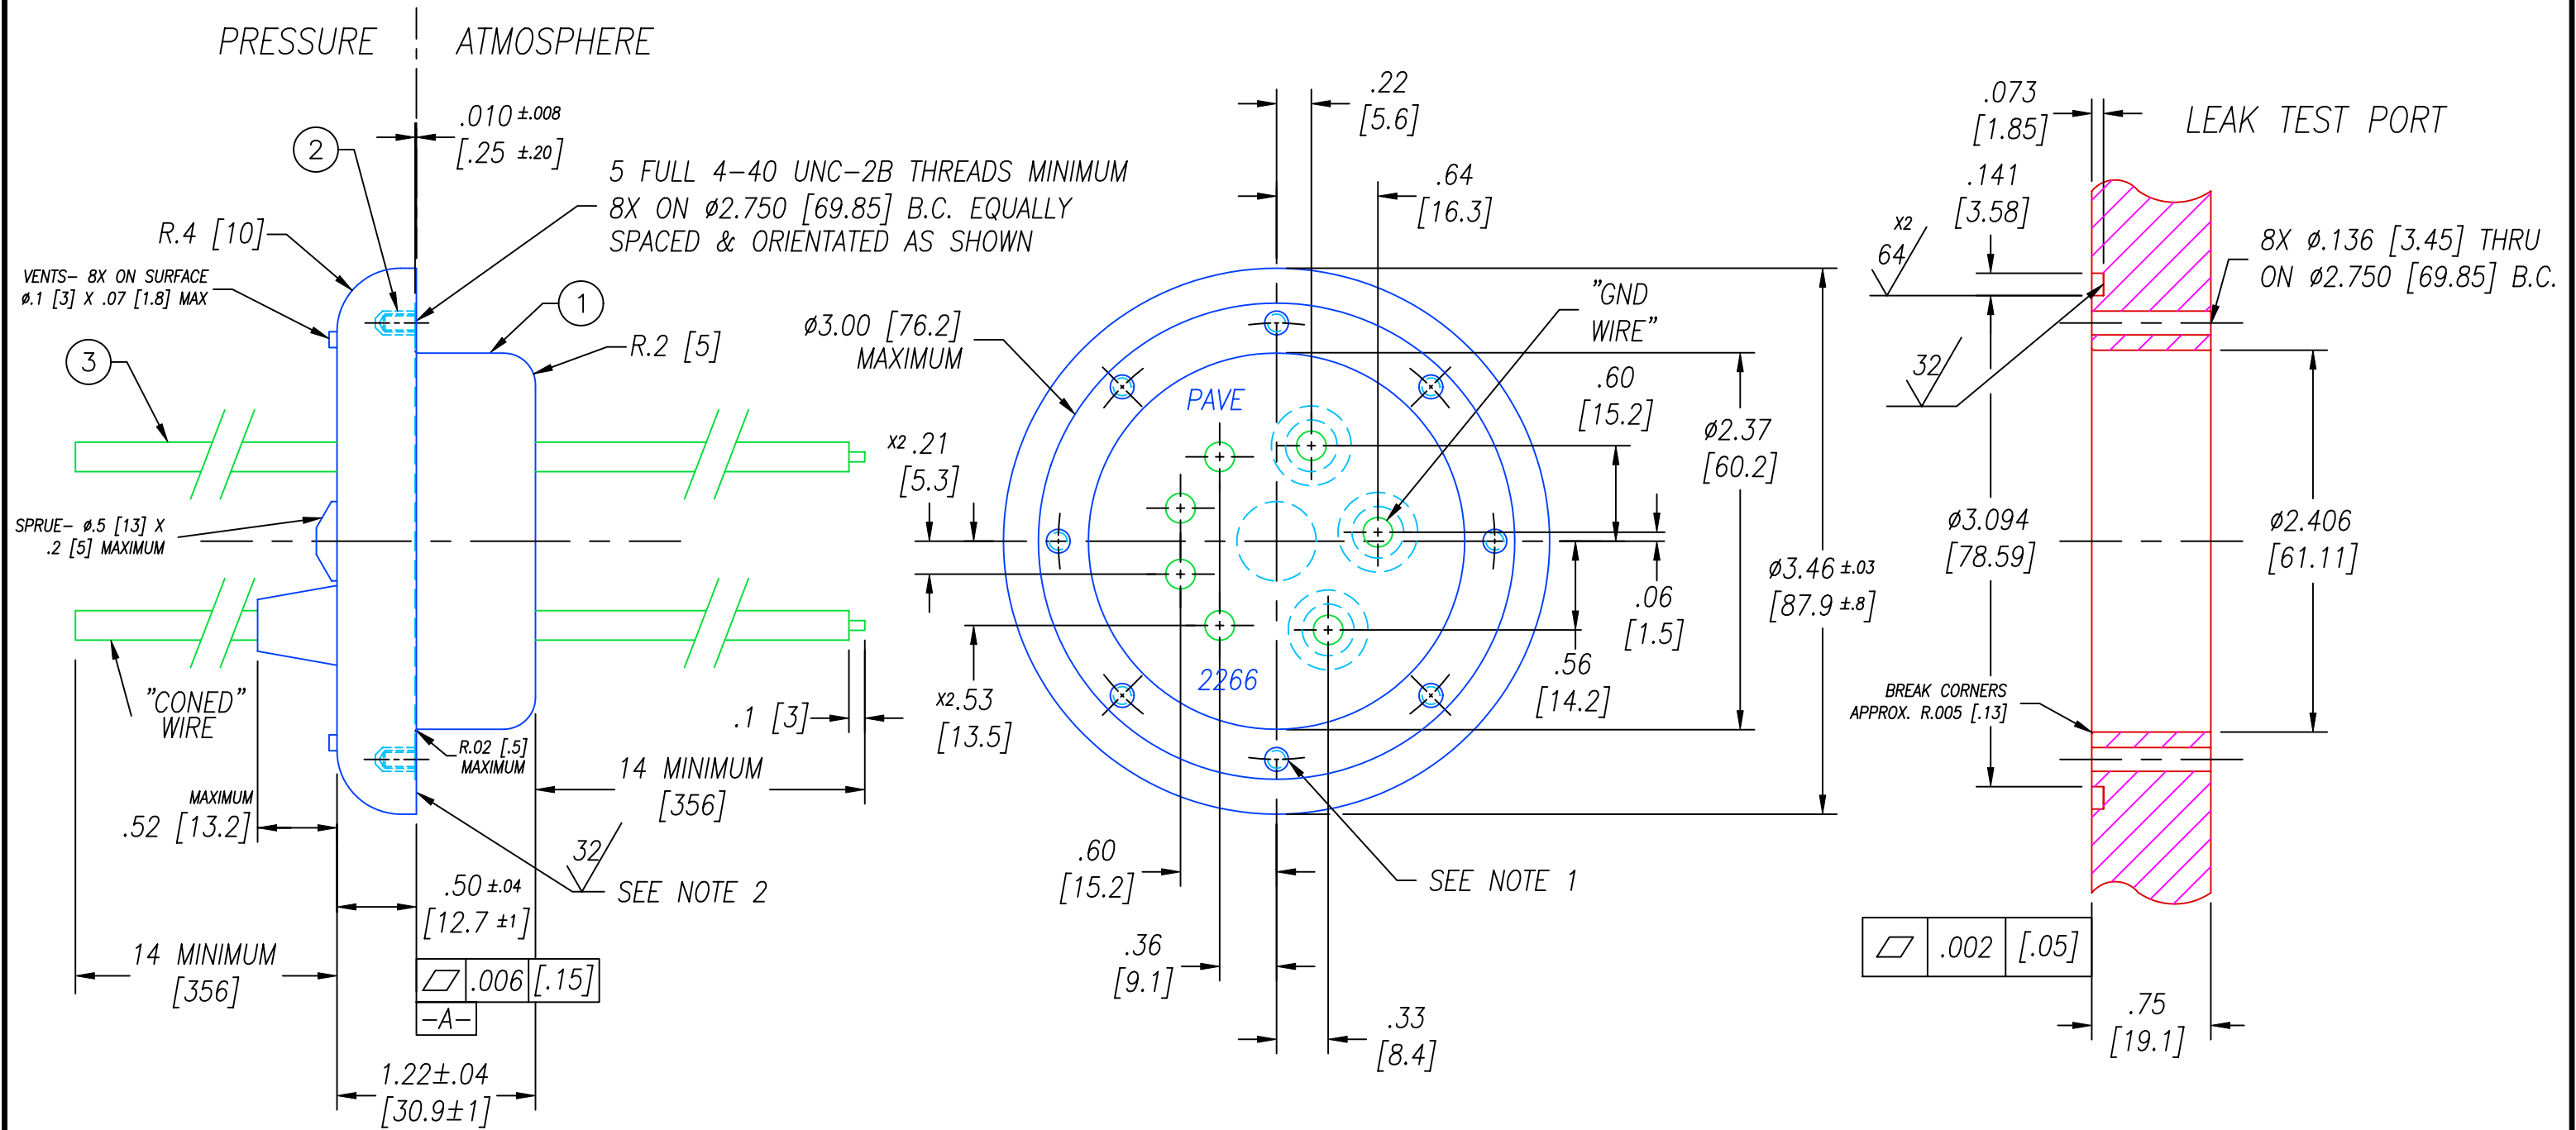 PRESSURE
ATMOSPHERE
.010 ±.008
[.25 ±.20]
2
5 FULL 4-40 UNC-2B THREADS MINIMUM
8X ON ø2.750 [69.85] B.C. EQUALLY
SPACED & ORIENTATED AS SHOWN
R.4 [10]
VENTS- 8X ON SURFACE
ø.1 [3] X .07 [1.8] MAX
1
R.2 [5]
3
SPRUE- ø.5 [13] X
.2 [5] MAXIMUM
"CONED"
WIRE
.1 [3]
R.02 [.5]
MAXIMUM
14 MINIMUM
[356]
MAXIMUM
.52 [13.2]
32
SEE NOTE 2
.50 ±.04
[12.7 ±1]
14 MINIMUM
[356]
.006
[.15]
-A-
1.22±.04
[30.9±1]
.22
[5.6]
.64
[16.3]
"GND
WIRE"
ø3.00 [76.2]
MAXIMUM
.60
[15.2]
PAVE
ø2.37
[60.2]
X2 .21
[5.3]
ø3.46 ±.03
[87.9 ±.8]
.06
[1.5]
.56
[14.2]
2266
X2 .53
[13.5]
.60
[15.2]
SEE NOTE 1
.36
[9.1]
.33
[8.4]
.073
[1.85]
LEAK TEST PORT
.141
[3.58]
X2
64
8X ø.136 [3.45] THRU
ON ø2.750 [69.85] B.C.
32
ø3.094
[78.59]
ø2.406
[61.11]
BREAK CORNERS
APPROX. R.005 [.13]
.002
[.05]
.75
[19.1]